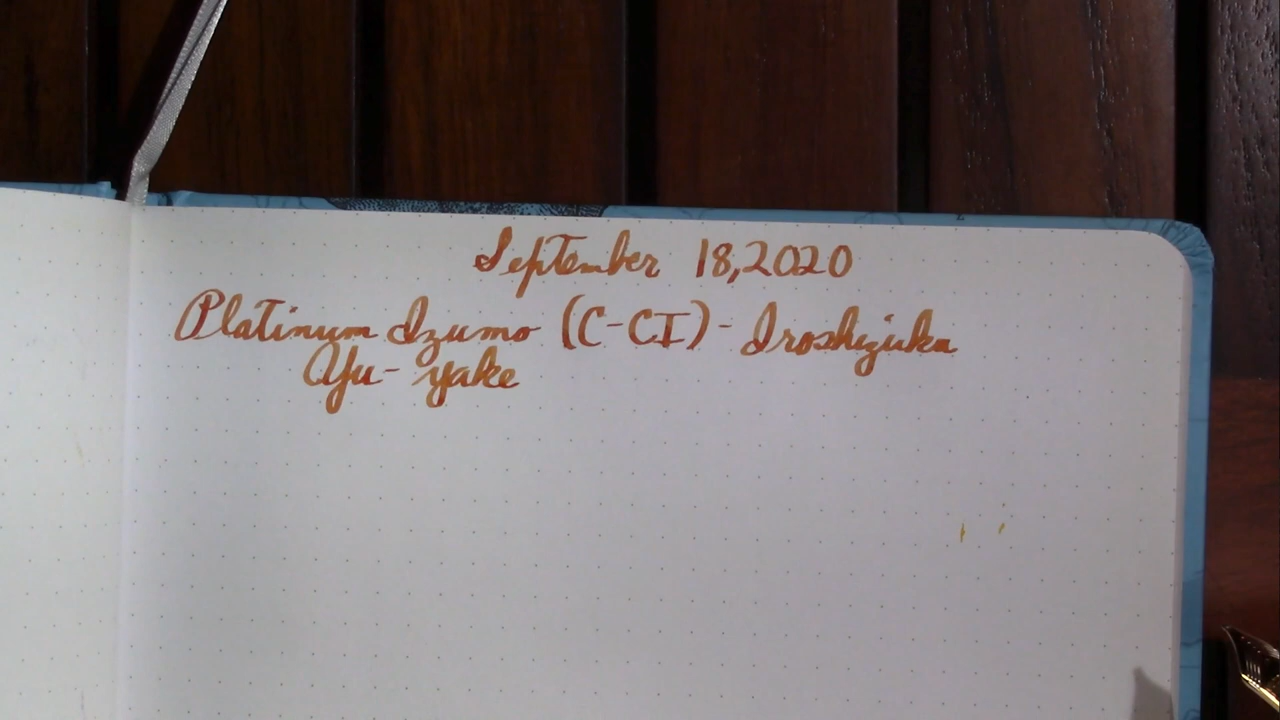 September 18, 2020
Platinum Izumo (C-CI) - Iroshizuku
Yu-yake